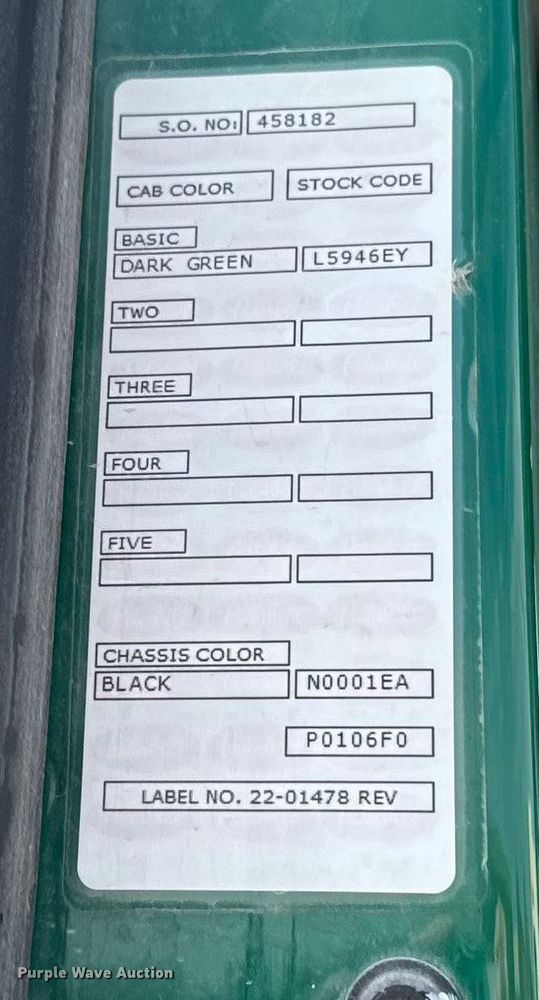 S.O. NO: 458182
CAB COLOR STOCK CODE
BASIC
DARK GREEN L5946EY
TWO
THREE
FOUR
FIVE
CHASSIS COLOR
BLACK N0001EA
P0106F0
LABEL NO. 22-01478 REV
Purple Wave Auction